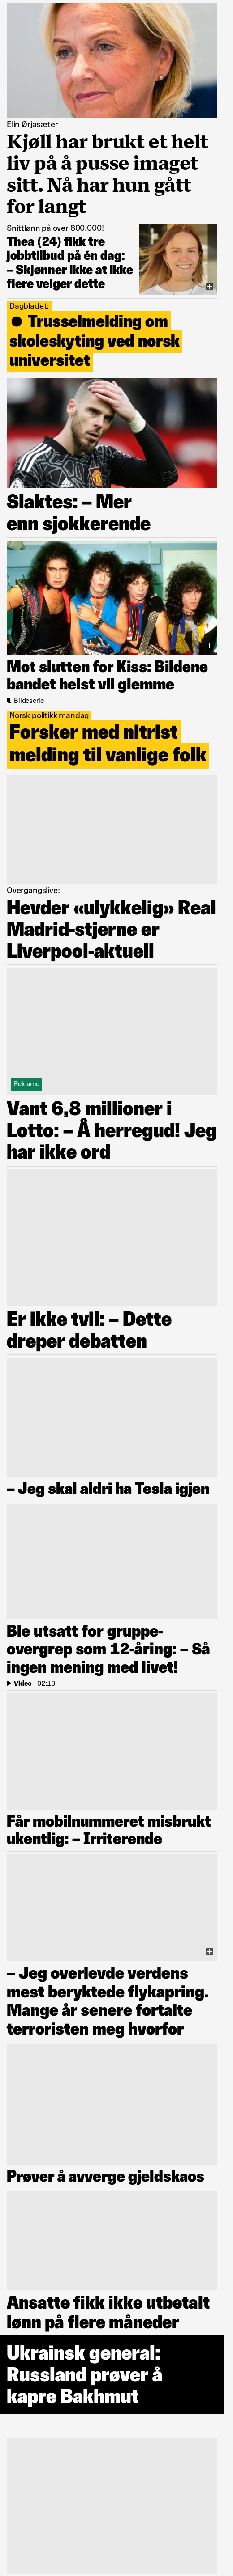 Elin Ørjasæter
Kjøll har brukt et helt
liv på å pusse imaget
sitt. Nå har hun gått
for langt
Snittlønn på over 800.000!
Thea (24) fikk tre
jobbtilbud på én dag:
– Skjønner ikke at ikke
flere velger dette
Dagbladet:
● Trusselmelding om
skoleskyting ved norsk
universitet
Slaktes: – Mer
enn sjokkerende
Mot slutten for Kiss: Bildene
bandet helst vil glemme
Bildeserie
Norsk politikk mandag
Forsker med nitrist
melding til vanlige folk
Overgangslive:
Hevder «ulykkelig» Real
Madrid-stjerne er
Liverpool-aktuell
Reklame
Vant 6,8 millioner i
Lotto: – Å herregud! Jeg
har ikke ord
Er ikke tvil: – Dette
dreper debatten
– Jeg skal aldri ha Tesla igjen
Ble utsatt for gruppe-
overgrep som 12-åring: – Så
ingen mening med livet!
Video | 02:13
Får mobilnummeret misbrukt
ukentlig: – Irriterende
– Jeg overlevde verdens
mest beryktede flykapring.
Mange år senere fortalte
terroristen meg hvorfor
Prøver å avverge gjeldskaos
Ansatte fikk ikke utbetalt
lønn på flere måneder
Ukrainsk general:
Russland prøver å
kapre Bakhmut